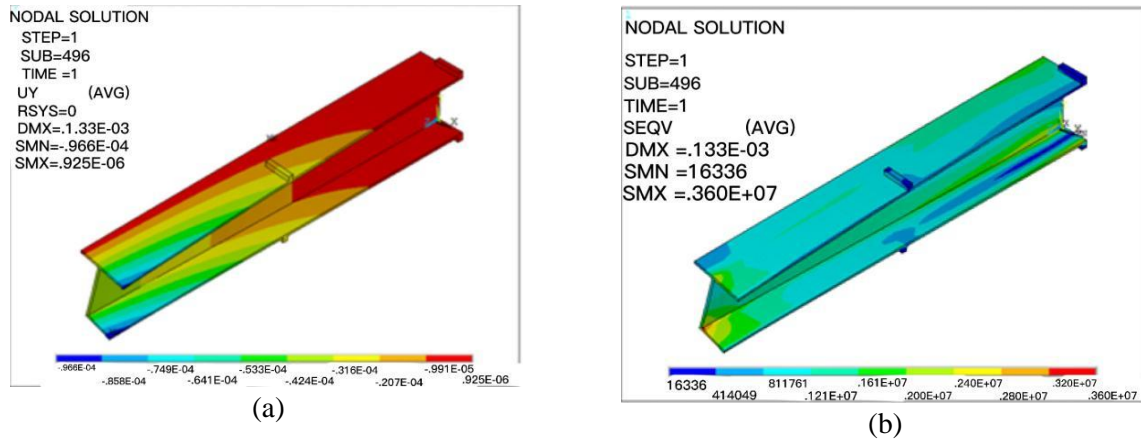 NODAL SOLUTION
STEP=1
SUB=496
TIME =1
UY (AVG)
RSYS=0
DMX=.1.33E-03
SMN=-.966E-04
SMX=.925E-06
-.966E-04 -.749E-04 -.533E-04 -.316E-04 -.991E-05
-.858E-04 -.641E-04 -.424E-04 -.207E-04 .925E-06
(a)
NODAL SOLUTION
STEP=1
SUB=496
TIME=1
SEQV (AVG)
DMX =.133E-03
SMN =16336
SMX =.360E+07
16336 811761 .161E+07 .240E+07 .320E+07
414049 .121E+07 .200E+07 .280E+07 .360E+07
(b)